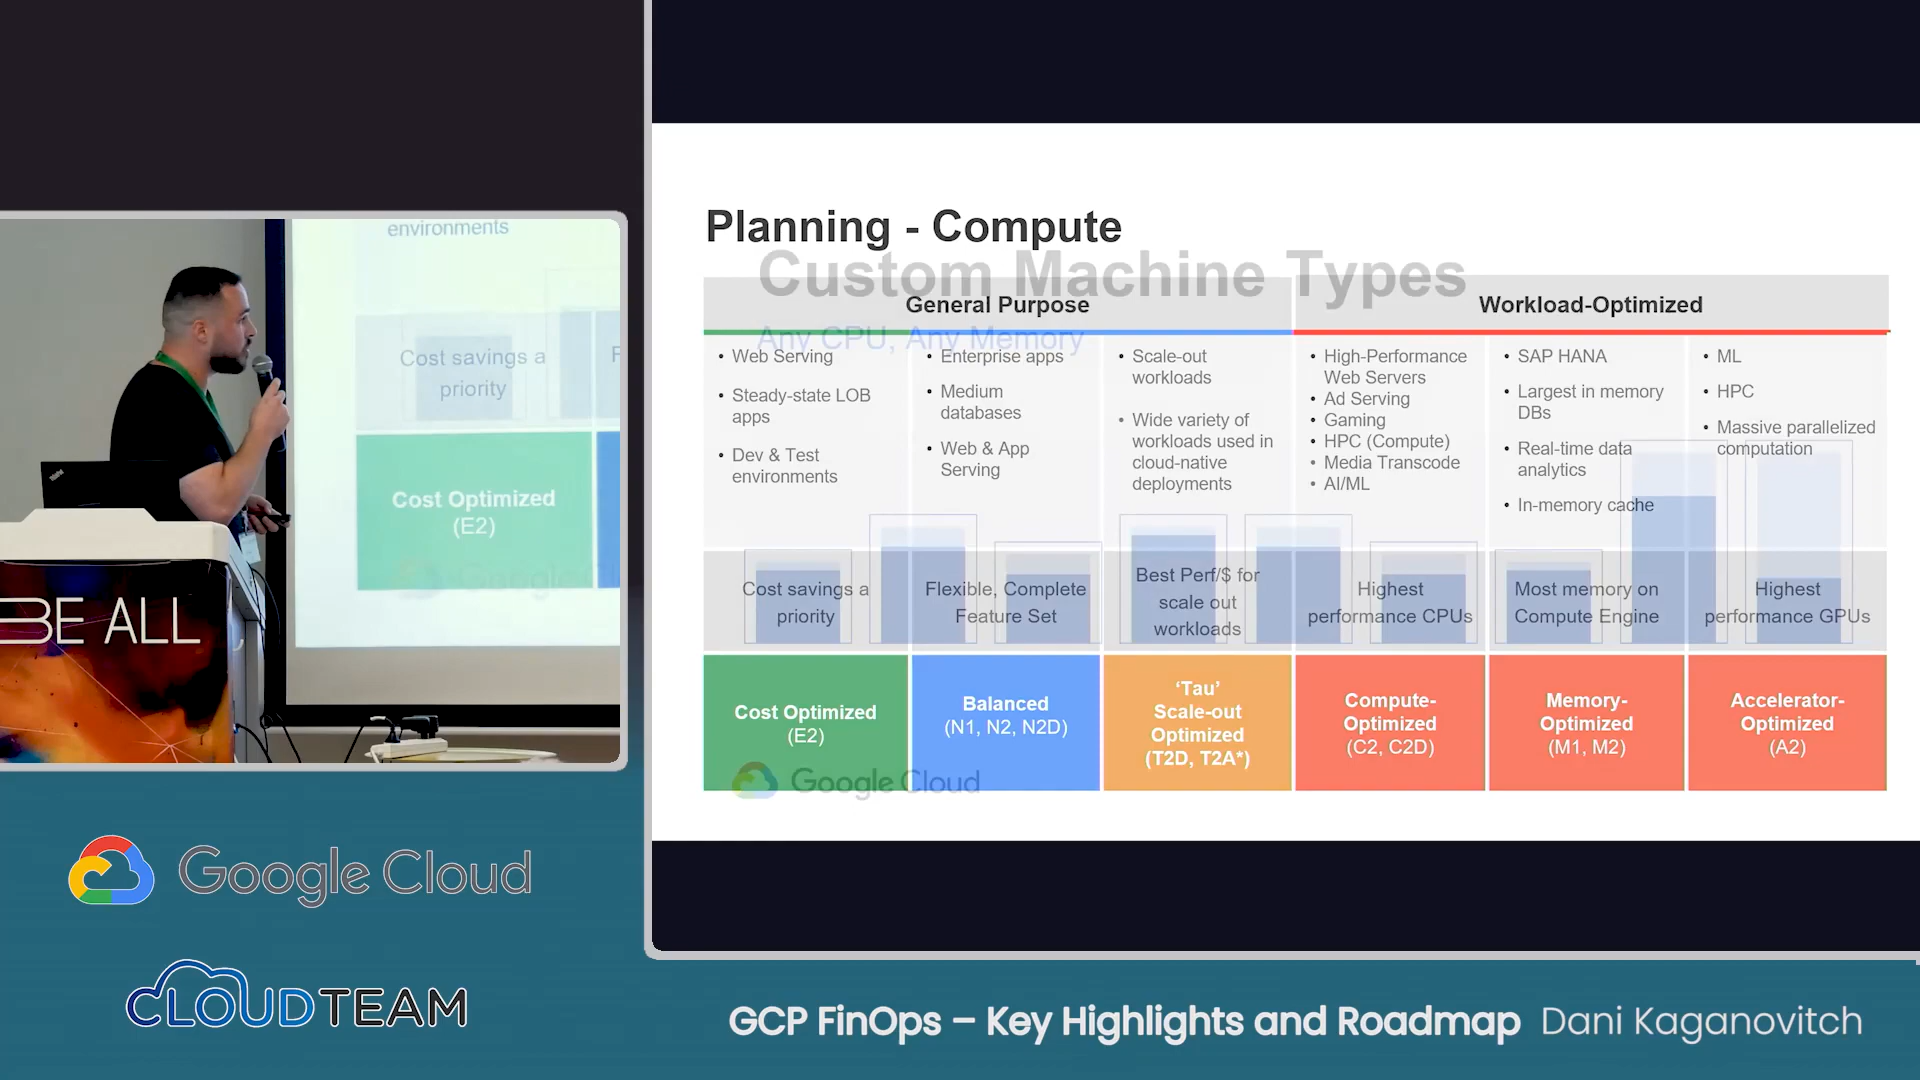 environments
Cost savings a
priority
Cost Optimized
(E2)
BE ALL
Google Cloud
CLOUDTEAM
Planning - Compute
Custom Machine Types
Any CPU, Any Memory
General Purpose
Workload-Optimized
• Web Serving
• Steady-state LOB
apps
• Dev & Test
environments
• Enterprise apps
• Medium
databases
• Web & App
Serving
• Scale-out
workloads
• Wide variety of
workloads used in
cloud-native
deployments
• High-Performance
Web Servers
• Ad Serving
• Gaming
• HPC (Compute)
• Media Transcode
• AI/ML
• SAP HANA
• Largest in memory
DBs
• Real-time data
analytics
• In-memory cache
• ML
• HPC
• Massive parallelized
computation
Cost savings a
priority
Flexible, Complete
Feature Set
Best Perf/$ for
scale out
workloads
Highest
performance CPUs
Most memory on
Compute Engine
Highest
performance GPUs
Cost Optimized
(E2)
Balanced
(N1, N2, N2D)
‘Tau’
Scale-out
Optimized
(T2D, T2A*)
Compute-
Optimized
(C2, C2D)
Memory-
Optimized
(M1, M2)
Accelerator-
Optimized
(A2)
Google Cloud
GCP FinOps – Key Highlights and Roadmap Dani Kaganovitch